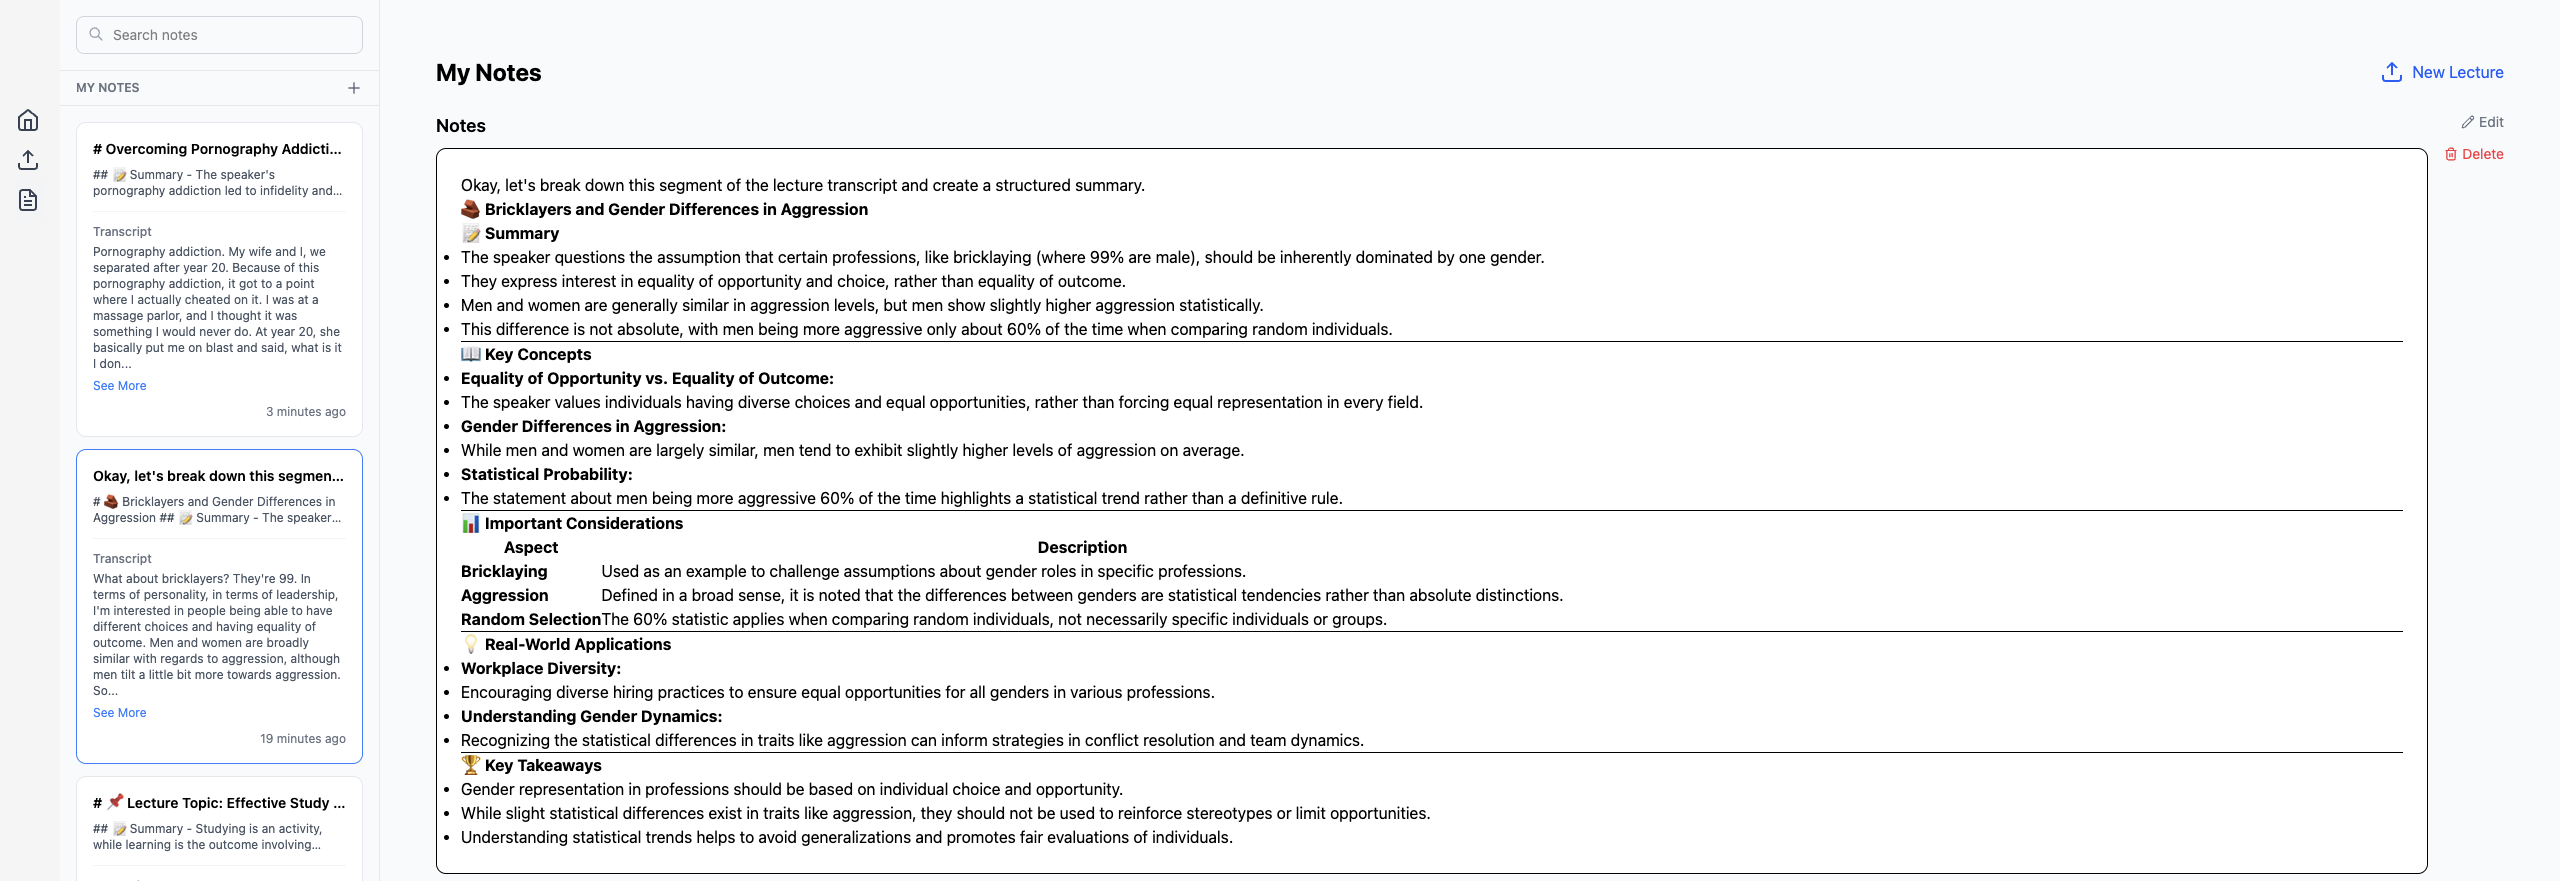 Search notes
MY NOTES
# Overcoming Pornography Addicti...
## 📝 Summary - The speaker's
pornography addiction led to infidelity and...
Transcript
Pornography addiction. My wife and I, we
separated after year 20. Because of this
pornography addiction, it got to a point
where I actually cheated on it. I was at a
massage parlor, and I thought it was
something I would never do. At year 20, she
basically put me on blast and said, what is it
I don...
See More
3 minutes ago
Okay, let's break down this segmen...
# 🧱 Bricklayers and Gender Differences in
Aggression ## 📝 Summary - The speaker...
Transcript
What about bricklayers? They're 99. In
terms of personality, in terms of leadership,
I'm interested in people being able to have
different choices and having equality of
outcome. Men and women are broadly
similar with regards to aggression, although
men tilt a little bit more towards aggression.
So...
See More
19 minutes ago
# 📌 Lecture Topic: Effective Study ...
## 📝 Summary - Studying is an activity,
while learning is the outcome involving...
My Notes
New Lecture
Notes
Edit
Delete
Okay, let's break down this segment of the lecture transcript and create a structured summary.
🧱 Bricklayers and Gender Differences in Aggression
📝 Summary
• The speaker questions the assumption that certain professions, like bricklaying (where 99% are male), should be inherently dominated by one gender.
• They express interest in equality of opportunity and choice, rather than equality of outcome.
• Men and women are generally similar in aggression levels, but men show slightly higher aggression statistically.
• This difference is not absolute, with men being more aggressive only about 60% of the time when comparing random individuals.
📖 Key Concepts
• Equality of Opportunity vs. Equality of Outcome:
• The speaker values individuals having diverse choices and equal opportunities, rather than forcing equal representation in every field.
• Gender Differences in Aggression:
• While men and women are largely similar, men tend to exhibit slightly higher levels of aggression on average.
• Statistical Probability:
• The statement about men being more aggressive 60% of the time highlights a statistical trend rather than a definitive rule.
📊 Important Considerations
Aspect Description
Bricklaying Used as an example to challenge assumptions about gender roles in specific professions.
Aggression Defined in a broad sense, it is noted that the differences between genders are statistical tendencies rather than absolute distinctions.
Random Selection The 60% statistic applies when comparing random individuals, not necessarily specific individuals or groups.
💡 Real-World Applications
• Workplace Diversity:
• Encouraging diverse hiring practices to ensure equal opportunities for all genders in various professions.
• Understanding Gender Dynamics:
• Recognizing the statistical differences in traits like aggression can inform strategies in conflict resolution and team dynamics.
🏆 Key Takeaways
• Gender representation in professions should be based on individual choice and opportunity.
• While slight statistical differences exist in traits like aggression, they should not be used to reinforce stereotypes or limit opportunities.
• Understanding statistical trends helps to avoid generalizations and promotes fair evaluations of individuals.